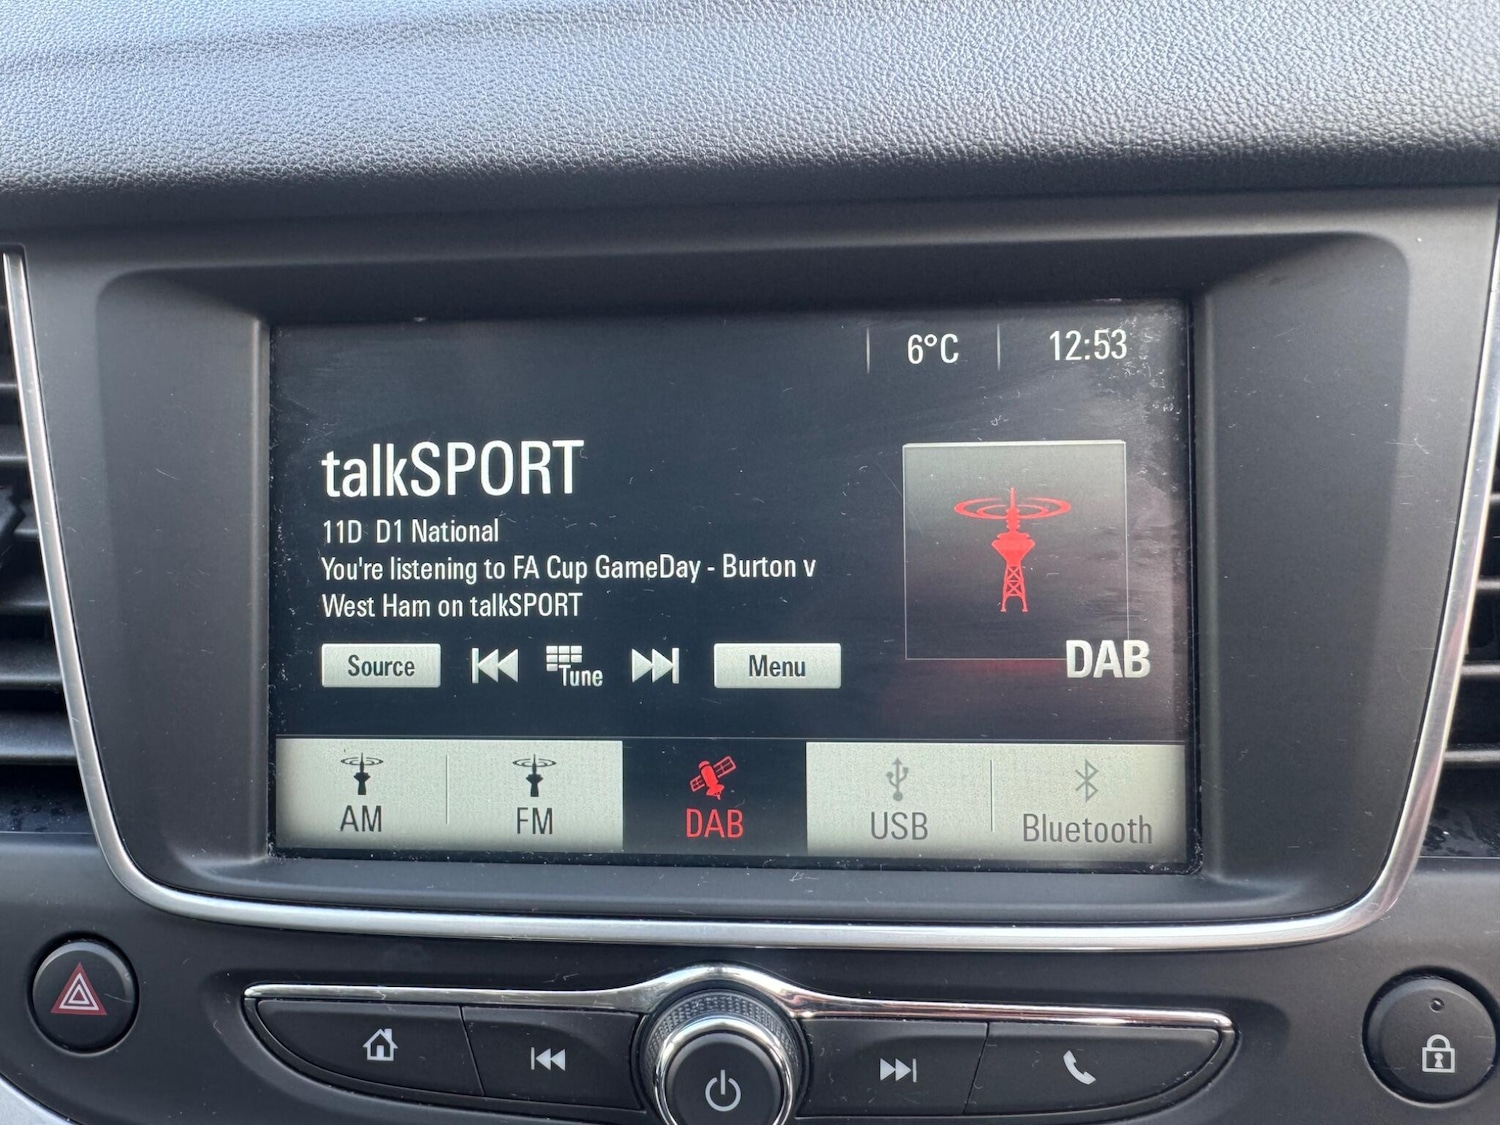 6°C 12:53
talkSPORT
11D D1 National
You're listening to FA Cup GameDay - Burton v
West Ham on talkSPORT
Source Tune Menu
DAB
AM FM DAB USB Bluetooth